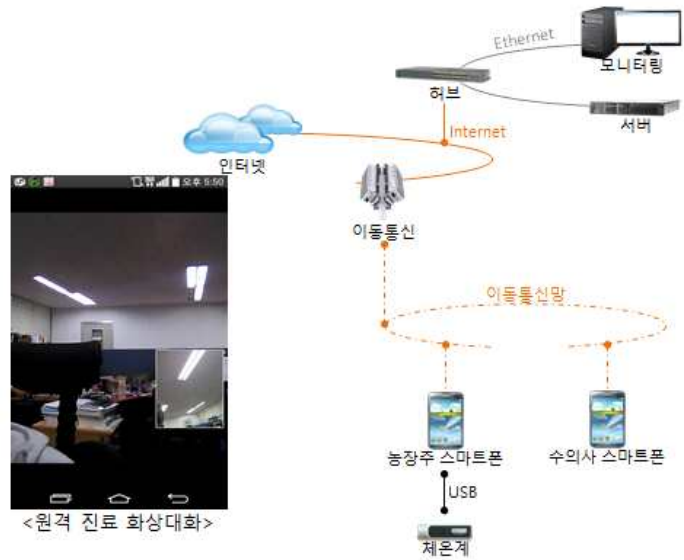 Ethernet
모니터링
허브
서버
Internet
인터넷
오후 5:50
이동통신
이동통신망
농장주 스마트폰
수의사 스마트폰
USB
<원격 진료 화상대화>
체온계